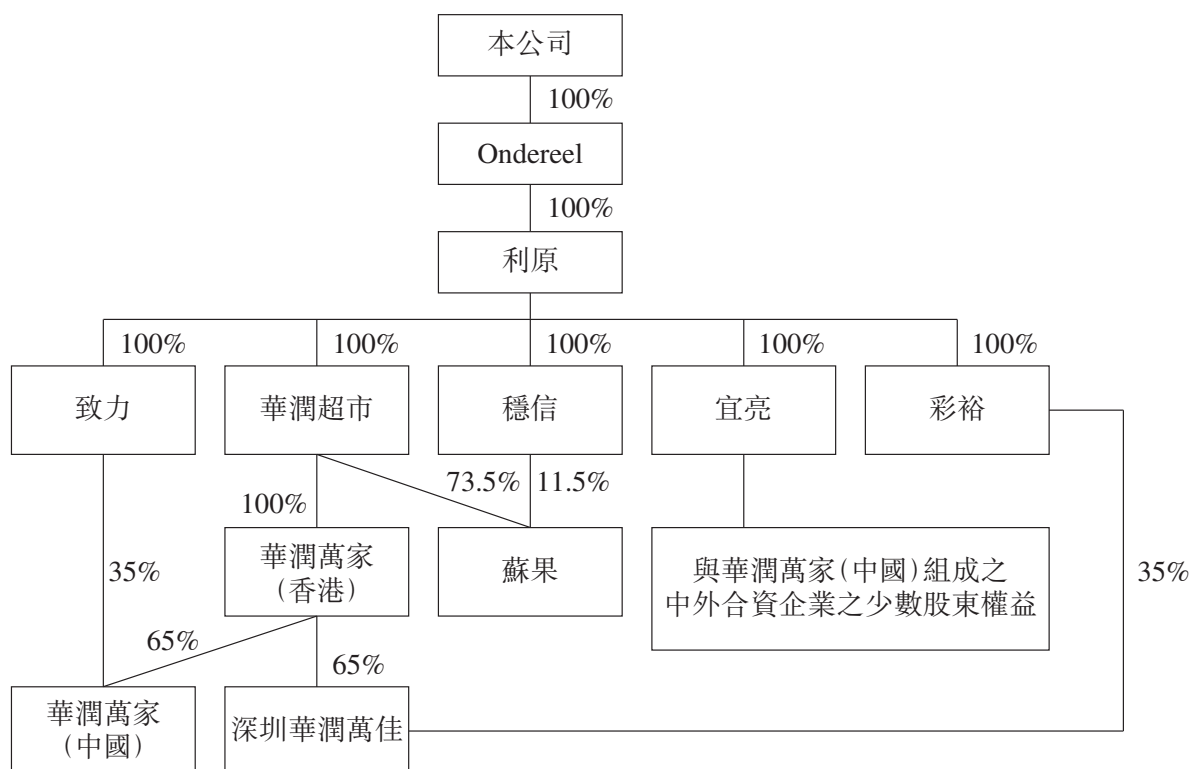 本公司
100%
Ondereel
100%
利原
100%
100%
100%
100%
100%
致力
華潤超市
穩信
宜亮
彩裕
73.5%
11.5%
100%
35%
華潤萬家
(香港)
蘇果
與華潤萬家(中國)組成之
中外合資企業之少數股東權益
35%
65%
65%
華潤萬家
(中國)
深圳華潤萬佳